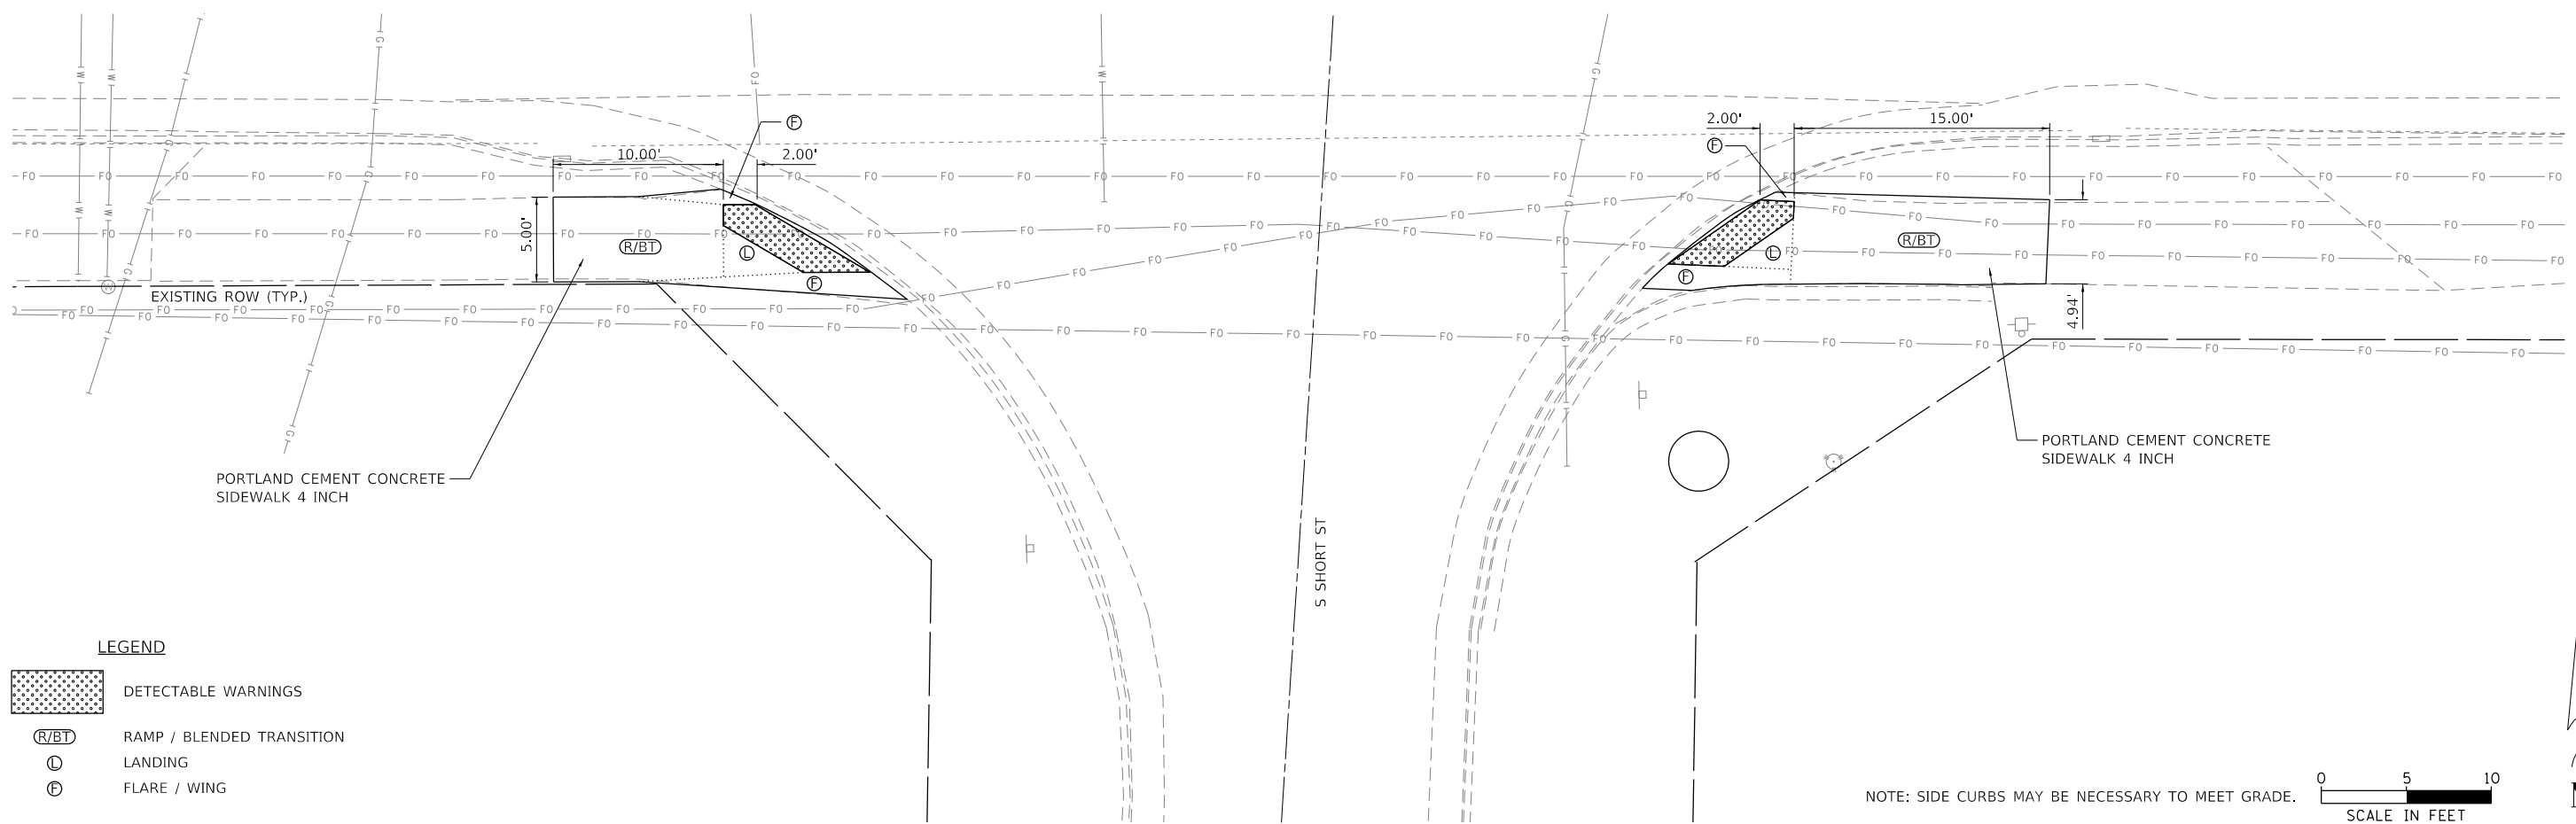 F
2.00'
10.00'
2.00'
15.00'
F
5.00'
R/BT
L
F
R/BT
L
F
4.94'
EXISTING ROW (TYP.)
PORTLAND CEMENT CONCRETE
SIDEWALK 4 INCH
PORTLAND CEMENT CONCRETE
SIDEWALK 4 INCH
S SHORT ST
LEGEND
DETECTABLE WARNINGS
R/BT RAMP / BLENDED TRANSITION
L LANDING
F FLARE / WING
NOTE: SIDE CURBS MAY BE NECESSARY TO MEET GRADE.
0 5 10
SCALE IN FEET